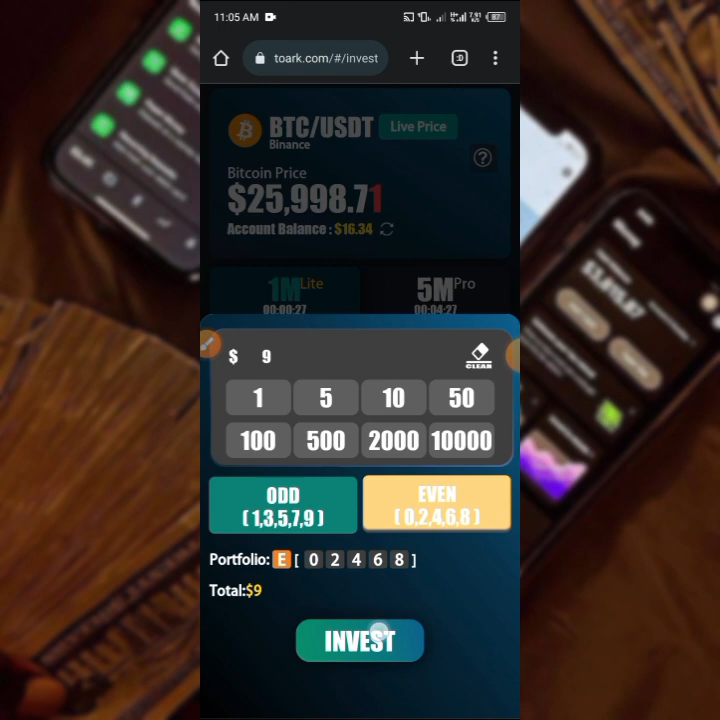 11:05 AM
87
toark.com/#/invest
:D
BTC/USDT
Live Price
Binance
?
Bitcoin Price
$25,998.71
Account Balance : $16.34
1M Lite
5M Pro
00:00:27
00:04:27
$ 9
CLEAR
1 5 10 50
100 500 2000 10000
ODD
( 1,3,5,7,9 )
EVEN
( 0,2,4,6,8 )
Portfolio: E [ 0 2 4 6 8 ]
Total:$9
INVEST